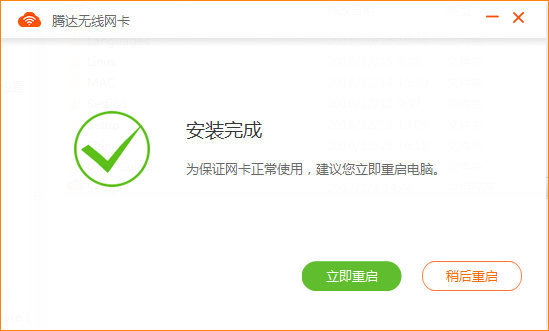 腾达无线网卡
安装完成
为保证网卡正常使用，建议您立即重启电脑。
立即重启
稍后重启